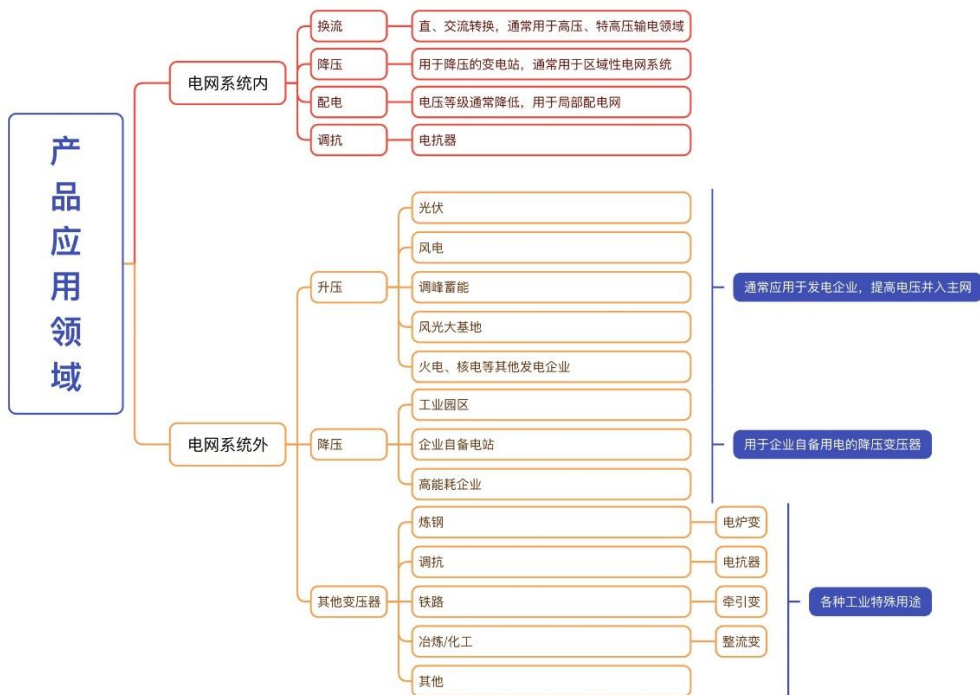 产品应用领域
电网系统内
换流
直、交流转换，通常用于高压、特高压输电领域
降压
用于降压的变电站，通常用于区域性电网系统
配电
电压等级通常降低，用于局部配电网
调抗
电抗器
电网系统外
升压
光伏
风电
调峰蓄能
风光大基地
火电、核电等其他发电企业
通常应用于发电企业，提高电压并入主网
降压
工业园区
企业自备电站
高能耗企业
用于企业自备用电的降压变压器
其他变压器
炼钢
电炉变
调抗
电抗器
铁路
牵引变
冶炼/化工
整流变
其他
各种工业特殊用途